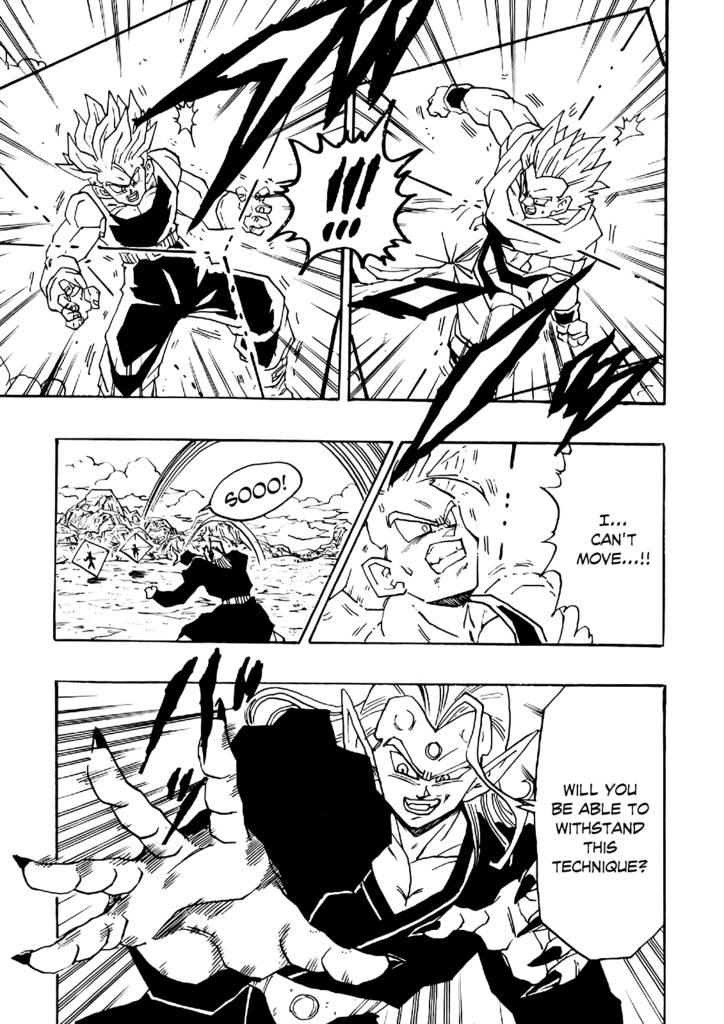 !!!
I...
CAN'T
MOVE...!!
SOOO!
WILL YOU
BE ABLE TO
WITHSTAND
THIS
TECHNIQUE?